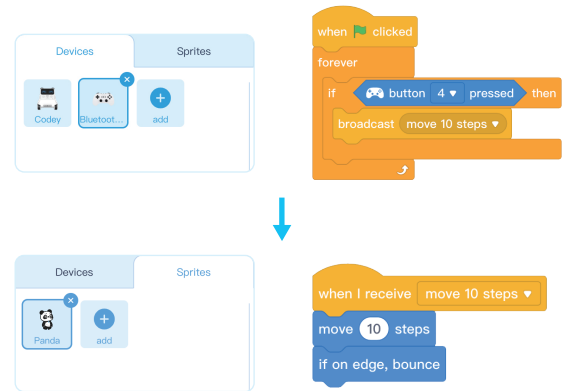 Devices
Sprites
Codey
Bluetoot...
add
when clicked
forever
if button 4 pressed then
broadcast move 10 steps
Devices
Sprites
Panda
add
when I receive move 10 steps
move 10 steps
if on edge, bounce